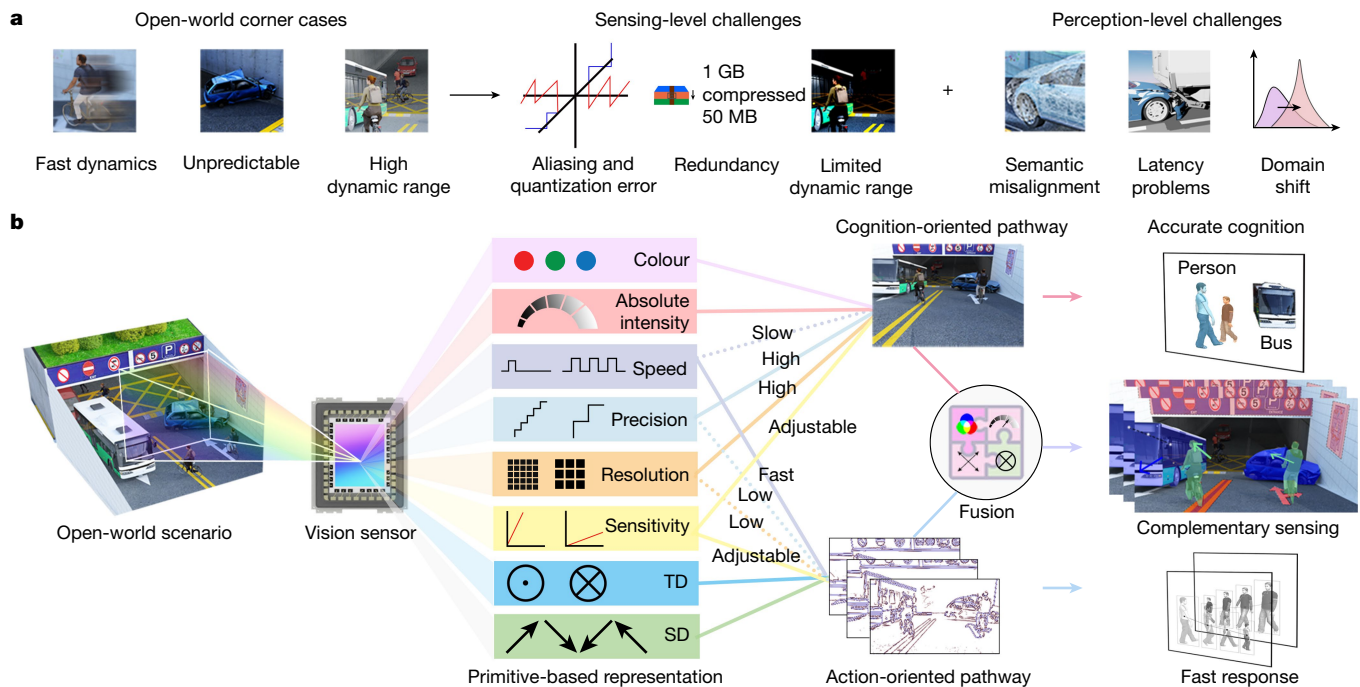 a
Open-world corner cases
Sensing-level challenges
Perception-level challenges
1 GB
compressed
50 MB
+
Fast dynamics
Unpredictable
High
dynamic range
Aliasing and
quantization error
Redundancy
Limited
dynamic range
Semantic
misalignment
Latency
problems
Domain
shift
b
Open-world scenario
Vision sensor
Colour
Absolute
intensity
Speed
Precision
Resolution
Sensitivity
TD
SD
Primitive-based representation
Slow
High
High
Adjustable
Fast
Low
Low
Adjustable
Cognition-oriented pathway
Fusion
Action-oriented pathway
Accurate cognition
Person
Bus
Complementary sensing
Fast response